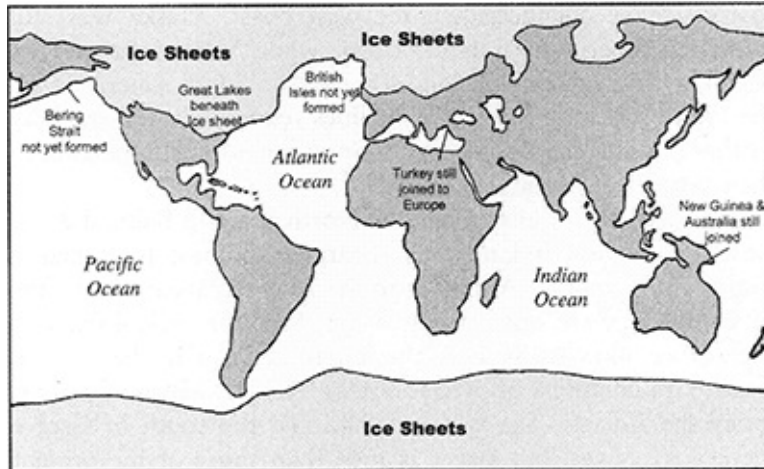 Ice Sheets
Ice Sheets
Great Lakes
beneath
Ice sheet
British
Isles not yet
formed
Bering
Strait
not yet formed
Atlantic
Ocean
Turkey still
joined to
Europe
New Guinea &
Australia still
joined
Pacific
Ocean
Indian
Ocean
Ice Sheets